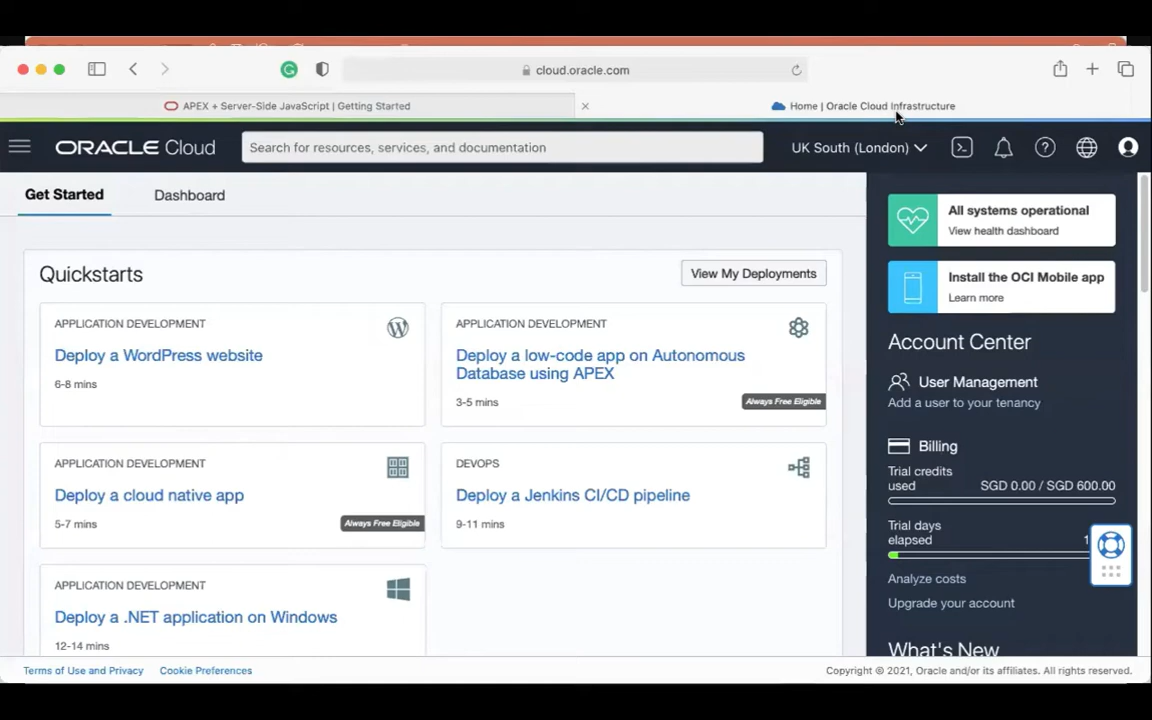 cloud.oracle.com
APEX + Server-Side JavaScript | Getting Started
Home | Oracle Cloud Infrastructure
ORACLE Cloud
Search for resources, services, and documentation
UK South (London)
Get Started
Dashboard
Quickstarts
View My Deployments
APPLICATION DEVELOPMENT
Deploy a WordPress website
6-8 mins
APPLICATION DEVELOPMENT
Deploy a low-code app on Autonomous
Database using APEX
3-5 mins
Always Free Eligible
APPLICATION DEVELOPMENT
Deploy a cloud native app
5-7 mins
Always Free Eligible
DEVOPS
Deploy a Jenkins CI/CD pipeline
9-11 mins
APPLICATION DEVELOPMENT
Deploy a .NET application on Windows
12-14 mins
All systems operational
View health dashboard
Install the OCI Mobile app
Learn more
Account Center
User Management
Add a user to your tenancy
Billing
Trial credits
used
SGD 0.00 / SGD 600.00
Trial days
elapsed
Analyze costs
Upgrade your account
What's New
Terms of Use and Privacy
Cookie Preferences
Copyright © 2021, Oracle and/or its affiliates. All rights reserved.